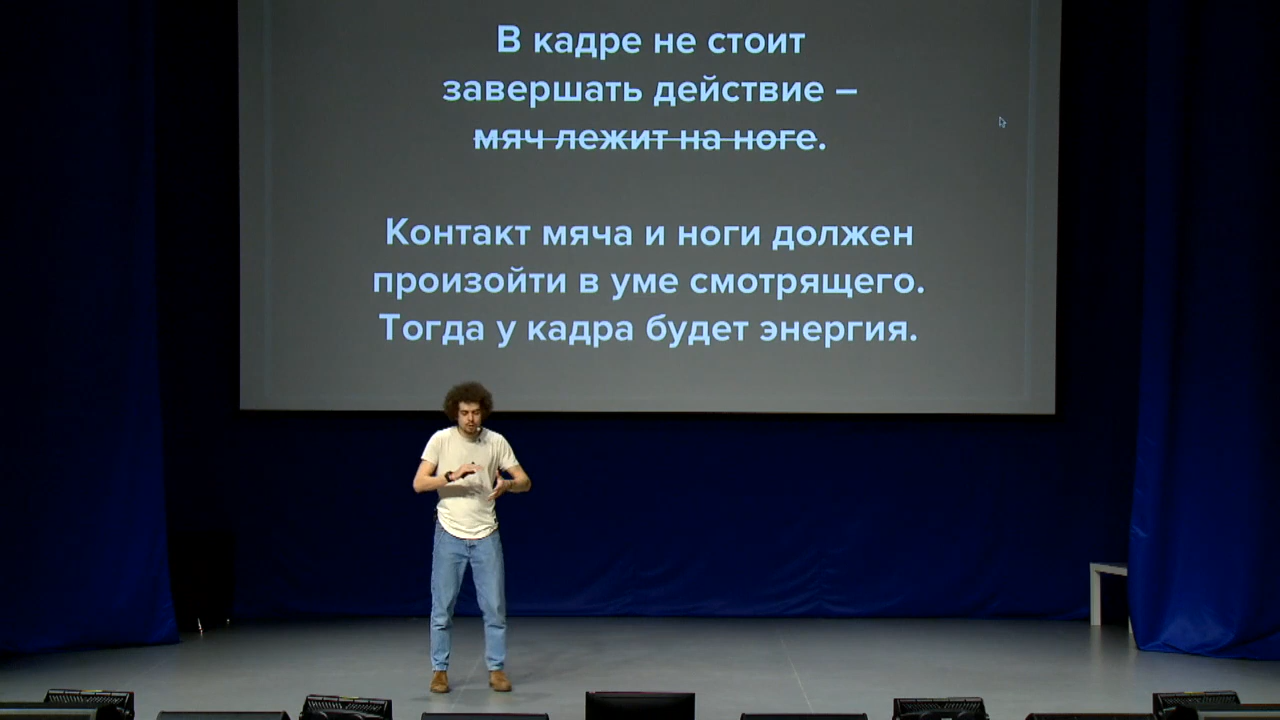 В кадре не стоит
завершать действие –
мяч лежит на ноге.
Контакт мяча и ноги должен
произойти в уме смотрящего.
Тогда у кадра будет энергия.